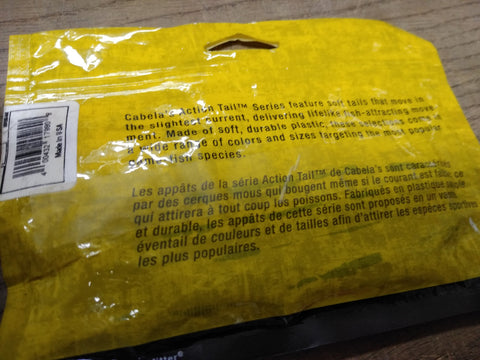 Cabela's Action Tail™ Series feature soft tails that move in
the slightest current, delivering lifelike fish-attracting move-
ment. Made of soft, durable plastic, these selections come in
a wide range of colors and sizes targeting the most popular
game fish species.
Les appâts de la série Action Tail™ de Cabela's sont caractérisés
par des cerques mous qui bougent même si le courant est faible, ce
qui attirera à tout coup les poissons. Fabriqués en plastique souple
et durable, les appâts de cette série sont proposés en un vaste
éventail de couleurs et de tailles afin d'attirer les espèces sportives
les plus populaires.
Made in USA